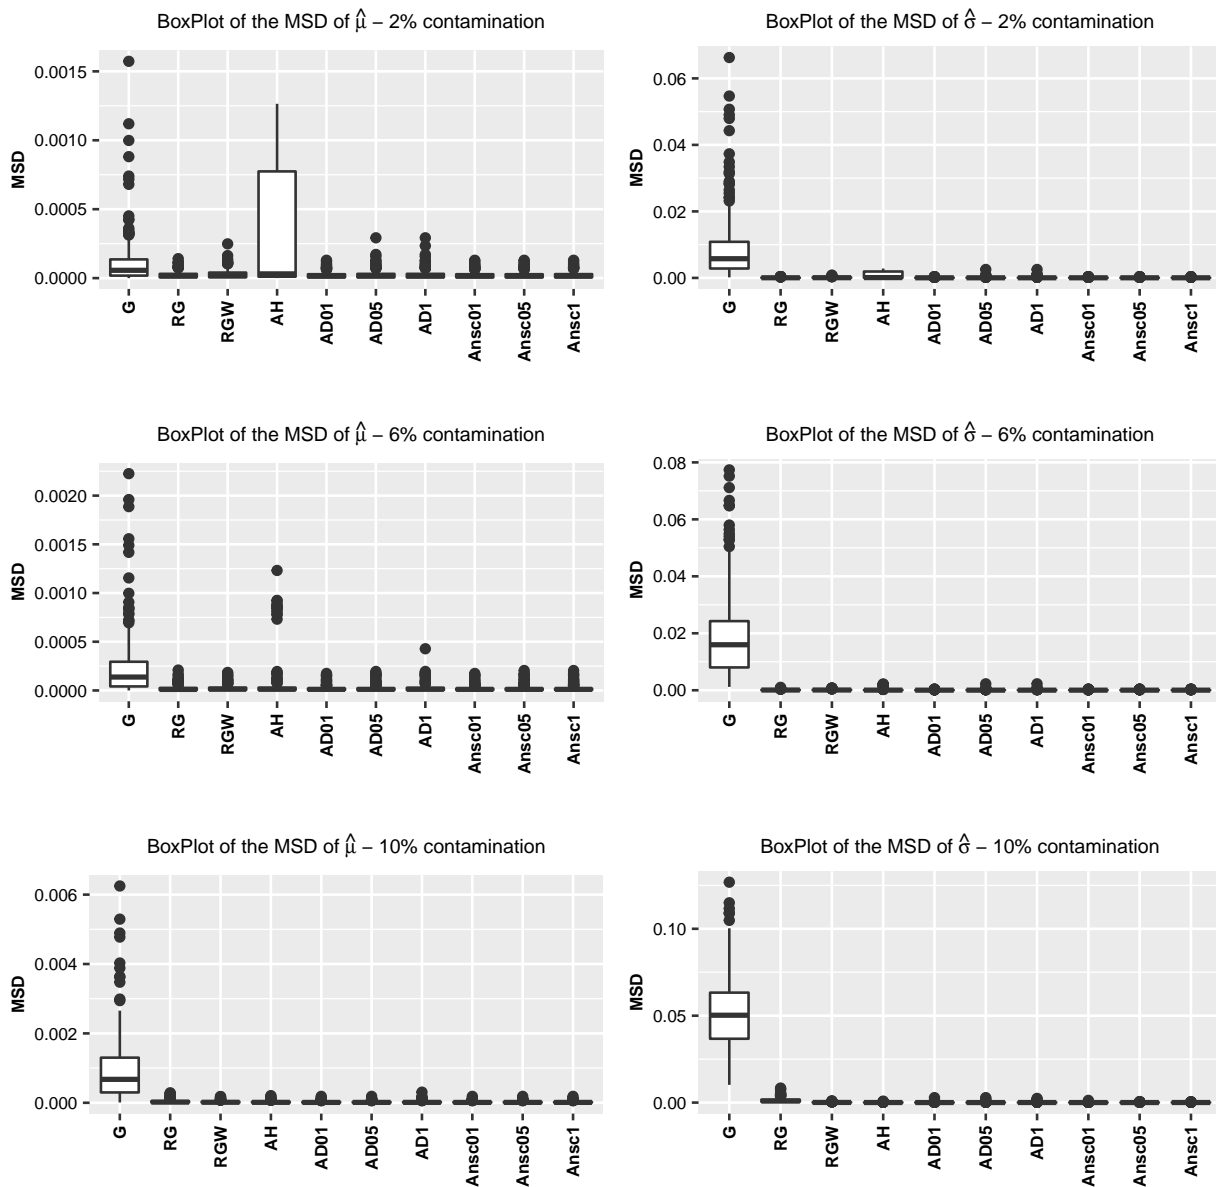 BoxPlot of the MSD of μ̂ – 2% contamination
MSD
0.0015
0.0010
0.0005
0.0000
G RG RGW AH AD01 AD05 AD1 Ansc01 Ansc05 Ansc1
BoxPlot of the MSD of σ̂ – 2% contamination
MSD
0.06
0.04
0.02
0.00
G RG RGW AH AD01 AD05 AD1 Ansc01 Ansc05 Ansc1
BoxPlot of the MSD of μ̂ – 6% contamination
MSD
0.0020
0.0015
0.0010
0.0005
0.0000
G RG RGW AH AD01 AD05 AD1 Ansc01 Ansc05 Ansc1
BoxPlot of the MSD of σ̂ – 6% contamination
MSD
0.08
0.06
0.04
0.02
0.00
G RG RGW AH AD01 AD05 AD1 Ansc01 Ansc05 Ansc1
BoxPlot of the MSD of μ̂ – 10% contamination
MSD
0.006
0.004
0.002
0.000
G RG RGW AH AD01 AD05 AD1 Ansc01 Ansc05 Ansc1
BoxPlot of the MSD of σ̂ – 10% contamination
MSD
0.10
0.05
0.00
G RG RGW AH AD01 AD05 AD1 Ansc01 Ansc05 Ansc1